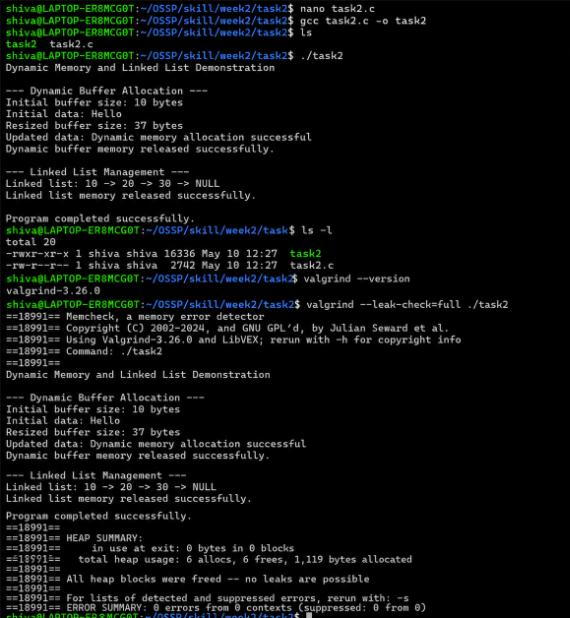 shiva@LAPTOP-ER8MCG0T:~/OSSP/skill/week2/task2$ nano task2.c
shiva@LAPTOP-ER8MCG0T:~/OSSP/skill/week2/task2$ gcc task2.c -o task2
shiva@LAPTOP-ER8MCG0T:~/OSSP/skill/week2/task2$ ls
task2  task2.c
shiva@LAPTOP-ER8MCG0T:~/OSSP/skill/week2/task2$ ./task2
Dynamic Memory and Linked List Demonstration

--- Dynamic Buffer Allocation ---
Initial buffer size: 10 bytes
Initial data: Hello
Resized buffer size: 37 bytes
Updated data: Dynamic memory allocation successful
Dynamic buffer memory released successfully.

--- Linked List Management ---
Linked list: 10 -> 20 -> 30 -> NULL
Linked list memory released successfully.

Program completed successfully.
shiva@LAPTOP-ER8MCG0T:~/OSSP/skill/week2/task$ ls -l
total 20
-rwxr-xr-x 1 shiva shiva 16336 May 10 12:27 task2
-rw-r--r-- 1 shiva shiva  2742 May 10 12:27 task2.c
shiva@LAPTOP-ER8MCG0T:~/OSSP/skill/week2/task2$ valgrind --version
valgrind-3.26.0
shiva@LAPTOP-ER8MCG0T:~/OSSP/skill/week2/task2$ valgrind --leak-check=full ./task2
==18991== Memcheck, a memory error detector
==18991== Copyright (C) 2002-2024, and GNU GPL'd, by Julian Seward et al.
==18991== Using Valgrind-3.26.0 and LibVEX; rerun with -h for copyright info
==18991== Command: ./task2
==18991==
Dynamic Memory and Linked List Demonstration

--- Dynamic Buffer Allocation ---
Initial buffer size: 10 bytes
Initial data: Hello
Resized buffer size: 37 bytes
Updated data: Dynamic memory allocation successful
Dynamic buffer memory released successfully.

--- Linked List Management ---
Linked list: 10 -> 20 -> 30 -> NULL
Linked list memory released successfully.

Program completed successfully.
==18991==
==18991== HEAP SUMMARY:
==18991==     in use at exit: 0 bytes in 0 blocks
==18991==   total heap usage: 6 allocs, 6 frees, 1,119 bytes allocated
==18991==
==18991== All heap blocks were freed -- no leaks are possible
==18991==
==18991== For lists of detected and suppressed errors, rerun with: -s
==18991== ERROR SUMMARY: 0 errors from 0 contexts (suppressed: 0 from 0)
shiva@LAPTOP-ER8MCG0T:~/OSSP/skill/week2/task2$